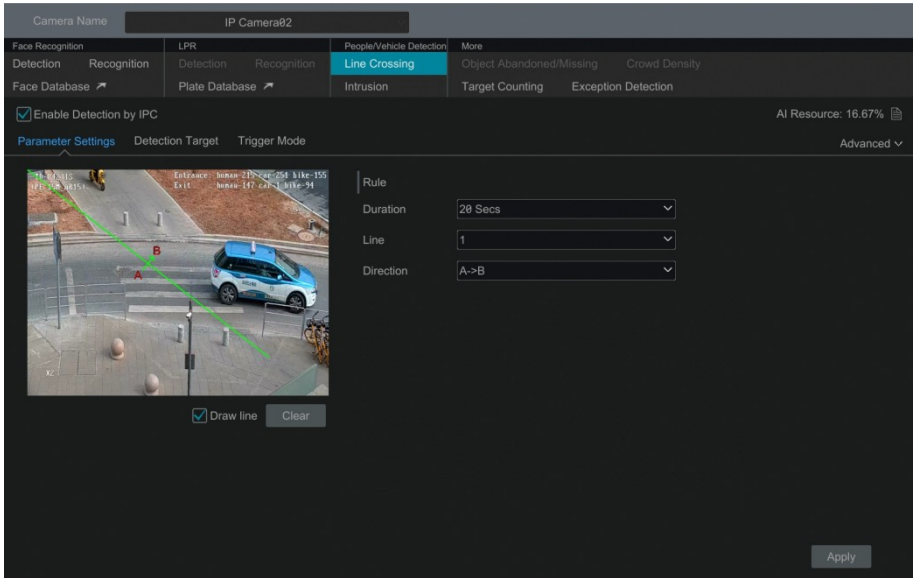 Camera Name IP Camera02
Face Recognition LPR People/Vehicle Detection More
Detection Recognition Detection Recognition Line Crossing Object Abandoned/Missing Crowd Density
Face Database Plate Database Intrusion Target Counting Exception Detection
Enable Detection by IPC AI Resource: 16.67%
Parameter Settings Detection Target Trigger Mode Advanced
Entrance: human-215 car-254 bike-155
Exit : human-147 car-1 bike-94
B
A
X2
Draw line Clear
Rule
Duration 20 Secs
Line 1
Direction A->B
Apply